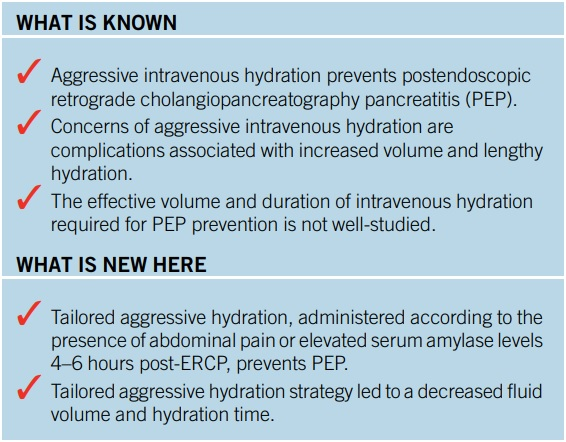 WHAT IS KNOWN
✓ Aggressive intravenous hydration prevents postendoscopic
retrograde cholangiopancreatography pancreatitis (PEP).
✓ Concerns of aggressive intravenous hydration are
complications associated with increased volume and lengthy
hydration.
✓ The effective volume and duration of intravenous hydration
required for PEP prevention is not well-studied.
WHAT IS NEW HERE
✓ Tailored aggressive hydration, administered according to the
presence of abdominal pain or elevated serum amylase levels
4–6 hours post-ERCP, prevents PEP.
✓ Tailored aggressive hydration strategy led to a decreased fluid
volume and hydration time.